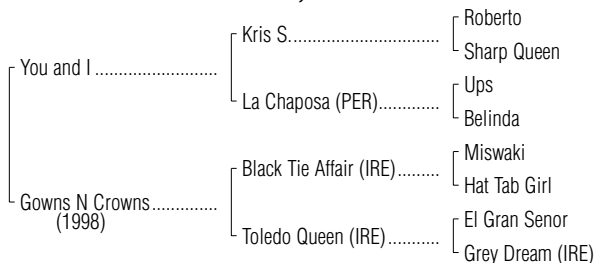 Roberto
Kris S.
Sharp Queen
You and I
Ups
La Chaposa (PER)
Belinda
Miswaki
Black Tie Affair (IRE)
Hat Tab Girl
Gowns N Crowns
(1998)
El Gran Senor
Toledo Queen (IRE)
Grey Dream (IRE)